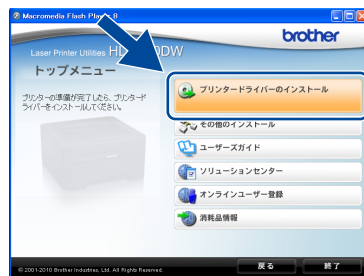 Macromedia Flash Player 8
brother
Laser Printer Utilities HL DW
トップメニュー
プリンターの準備が完了したら、プリンタード
ライバーをインストールしてください。
プリンタードライバーのインストール
その他のインストール
ユーザーズガイド
ソリューションセンター
オンラインユーザー登録
消耗品情報
© 2001-2010 Brother Industries, Ltd. All Rights Reserved.
戻る
終了